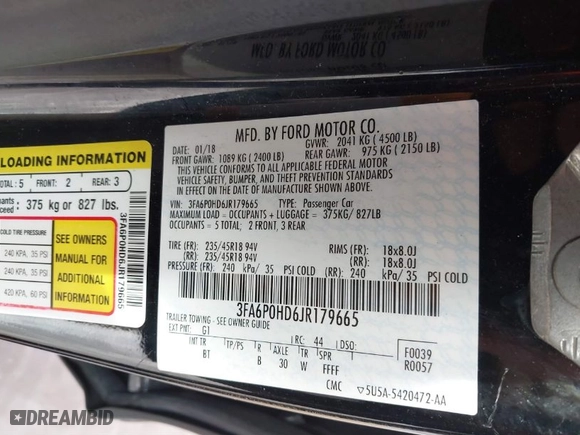 MFD. BY FORD MOTOR CO.
MFD. BY FORD MOTOR CO.
DATE: 01/18 GVWR: 2041 KG ( 4500 LB)
FRONT GAWR: 1089 KG ( 2400 LB) REAR GAWR: 975 KG ( 2150 LB)
THIS VEHICLE CONFORMS TO ALL APPLICABLE FEDERAL MOTOR
VEHICLE SAFETY, BUMPER, AND THEFT PREVENTION STANDARDS
IN EFFECT ON THE DATE OF MANUFACTURE SHOWN ABOVE.
VIN: 3FA6P0HD6JR179665 TYPE: Passenger Car
MAXIMUM LOAD = OCCUPANTS + LUGGAGE = 375KG/ 827LB
OCCUPANTS = 5 TOTAL: 2 FRONT, 3 REAR
TIRE (FR): 235/45R18 94V RIMS (FR): 18x8.0J
(RR): 235/45R18 94V (RR): 18x8.0J
PRESSURE (FR): 240 kPa/ 35 PSI COLD (RR): 240 kPa/ 35 PSI COLD
3FA6P0HD6JR179665
TRAILER TOWING - SEE OWNER GUIDE
EXT PNT: G1 RC: 44 DSO: F0039
INT TR TP/PS R AXLE TR SPR R0057
BT B 30 W FFFF
CMC 5U5A-5420472-AA
LOADING INFORMATION
TOTAL: 5 FRONT: 2 REAR: 3
375 kg or 827 lbs.
COLD TIRE PRESSURE
240 KPA, 35 PSI
240 KPA, 35 PSI
420 KPA, 60 PSI
SEE OWNERS
MANUAL FOR
ADDITIONAL
INFORMATION
3FA6P0HD6JR179665
DREAMBID